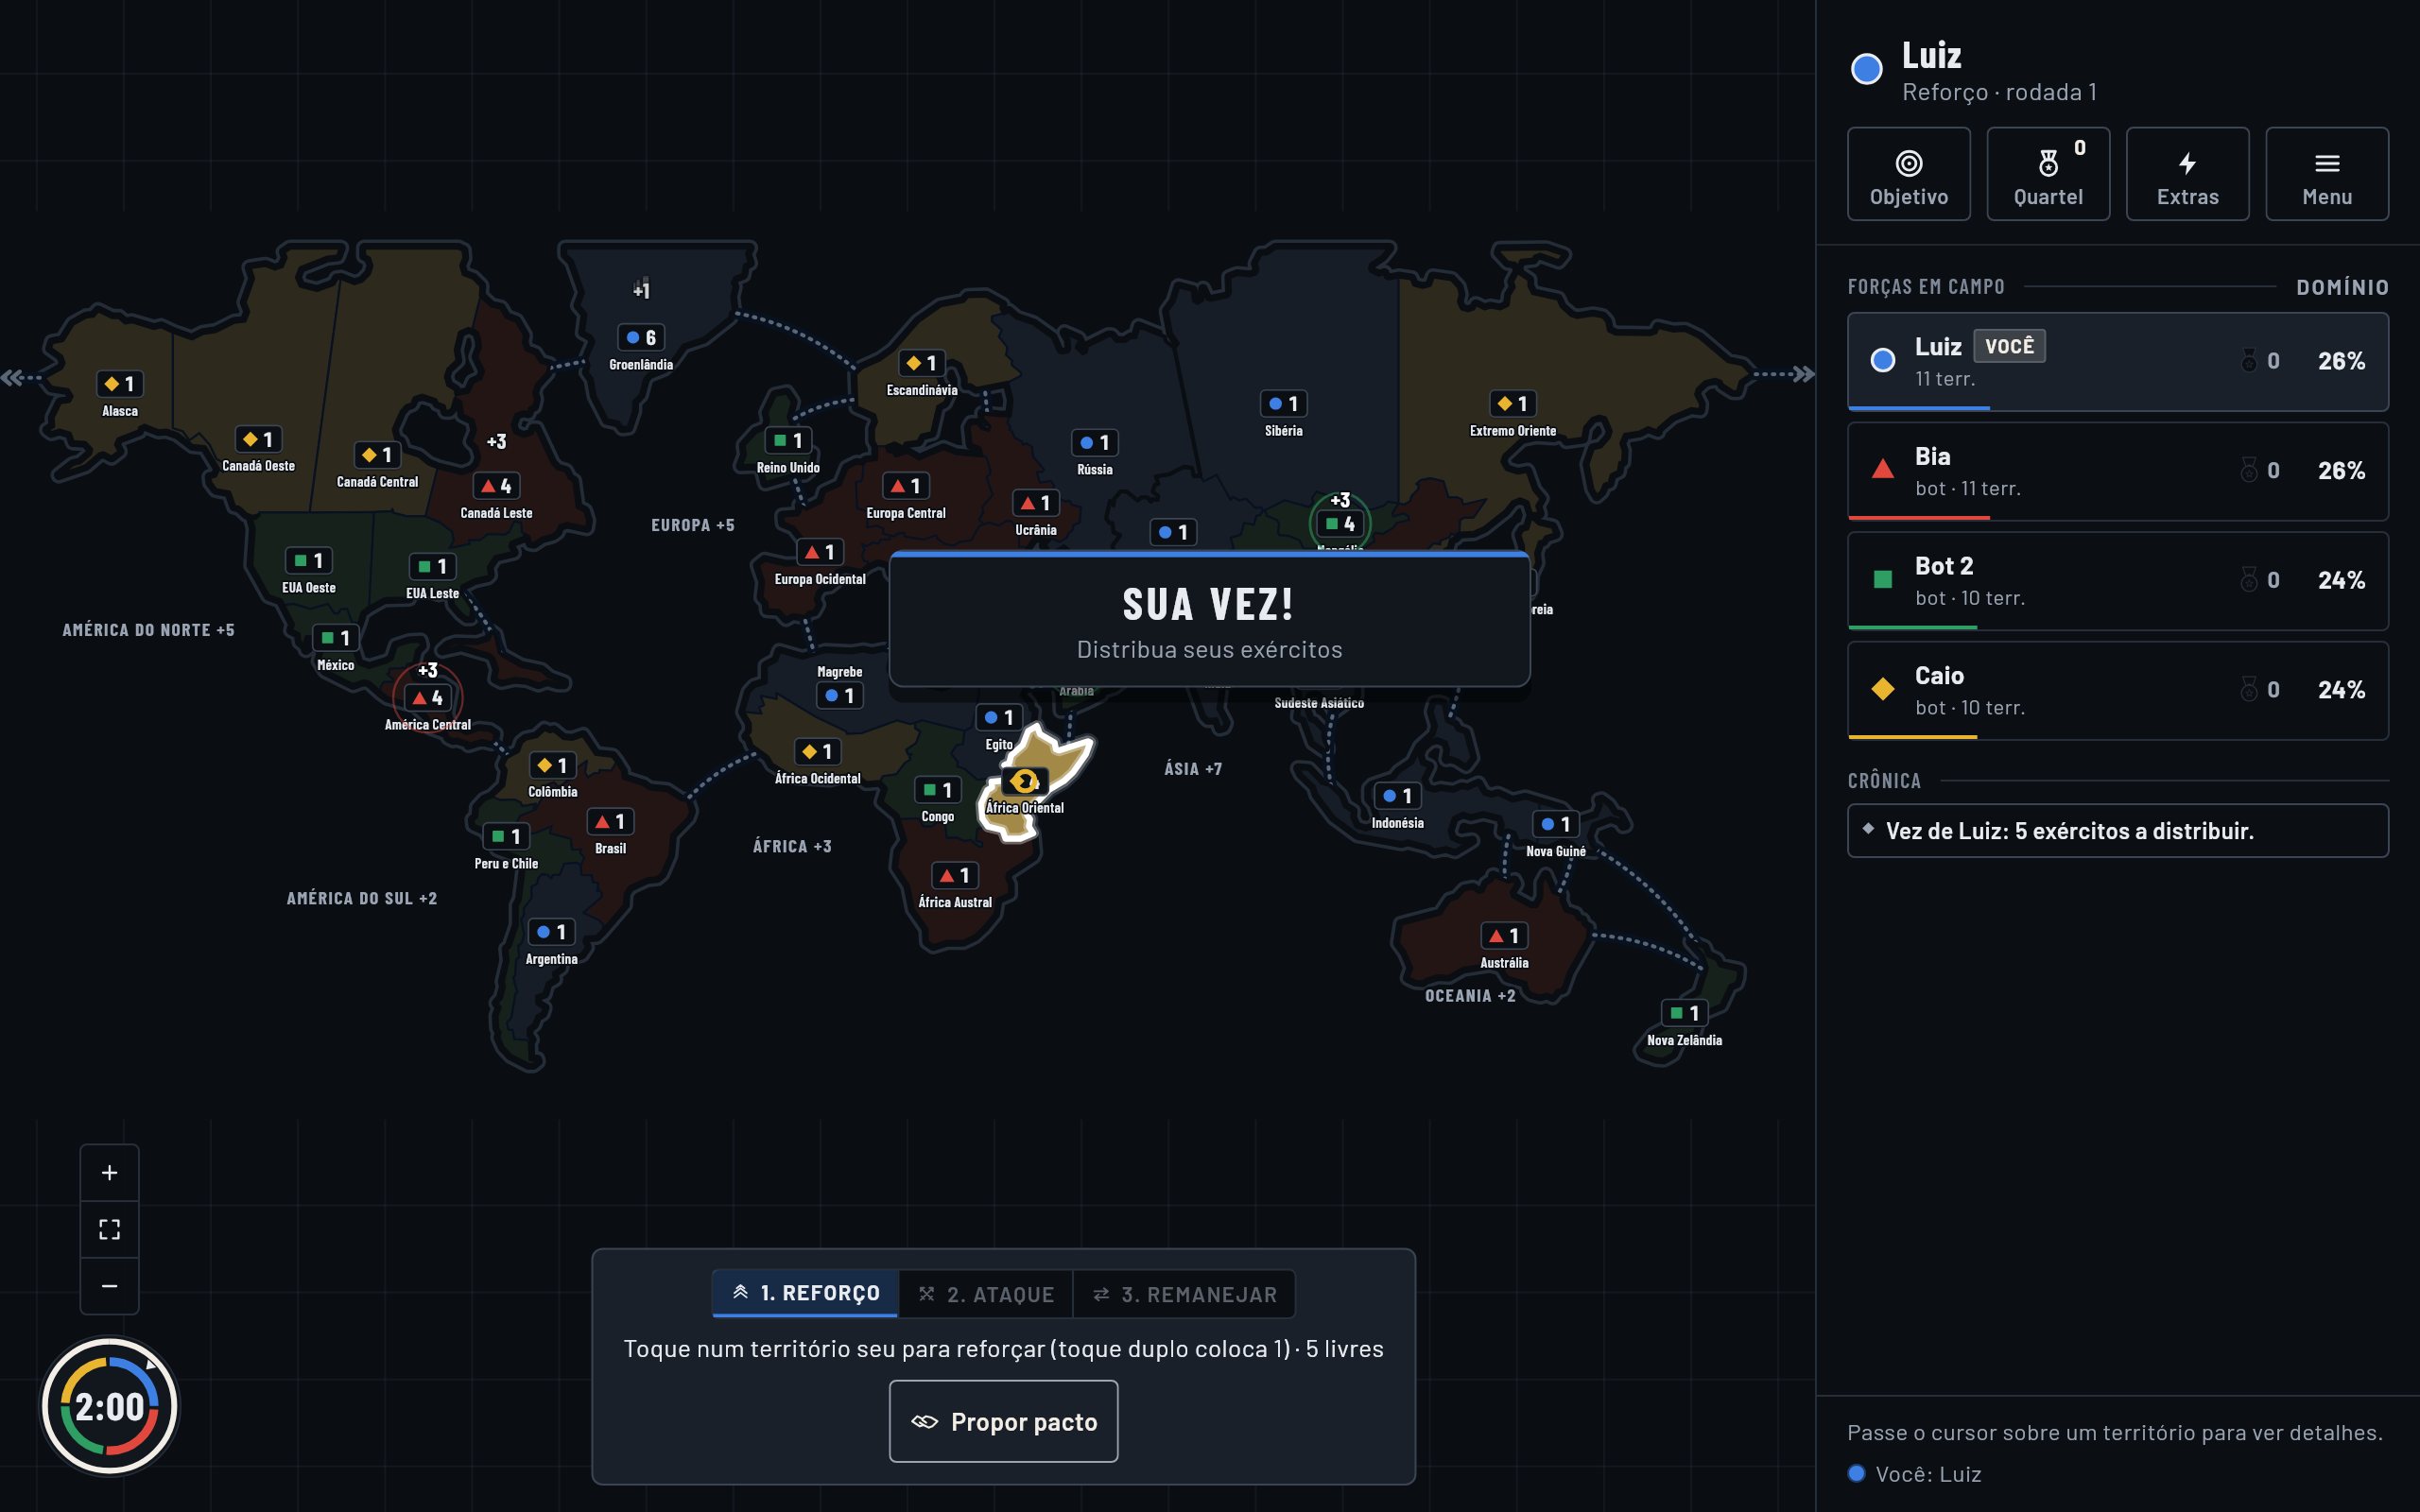 Luiz
Reforço · rodada 1
Objetivo
0
Quartel
Extras
Menu
FORÇAS EM CAMPO
DOMÍNIO
Luiz VOCÊ
11 terr.
0 26%
Bia
bot · 11 terr.
0 26%
Bot 2
bot · 10 terr.
0 24%
Caio
bot · 10 terr.
0 24%
CRÔNICA
Vez de Luiz: 5 exércitos a distribuir.
Passe o cursor sobre um território para ver detalhes.
Você: Luiz
+1
6
Groenlândia
1
Escandinávia
1
Alasca
1
Canadá Oeste
1
Canadá Central
+3
4
Canadá Leste
1
Reino Unido
1
Europa Central
1
Ucrânia
1
Rússia
1
Sibéria
1
Extremo Oriente
EUROPA +5
1
Europa Ocidental
1
+3
4
1
EUA Oeste
1
EUA Leste
AMÉRICA DO NORTE +5
1
México
+3
4
América Central
SUA VEZ!
Distribua seus exércitos
Arábia
Sudeste Asiático
Magrebe
1
1
Egito
1
África Ocidental
1
Colômbia
1
Congo
África Oriental
ÁSIA +7
1
Peru e Chile
1
Brasil
ÁFRICA +3
1
África Austral
1
Indonésia
1
Nova Guiné
AMÉRICA DO SUL +2
1
Argentina
1
Austrália
OCEANIA +2
1
Nova Zelândia
+
−
2:00
1. REFORÇO
2. ATAQUE
3. REMANEJAR
Toque num território seu para reforçar (toque duplo coloca 1) · 5 livres
Propor pacto